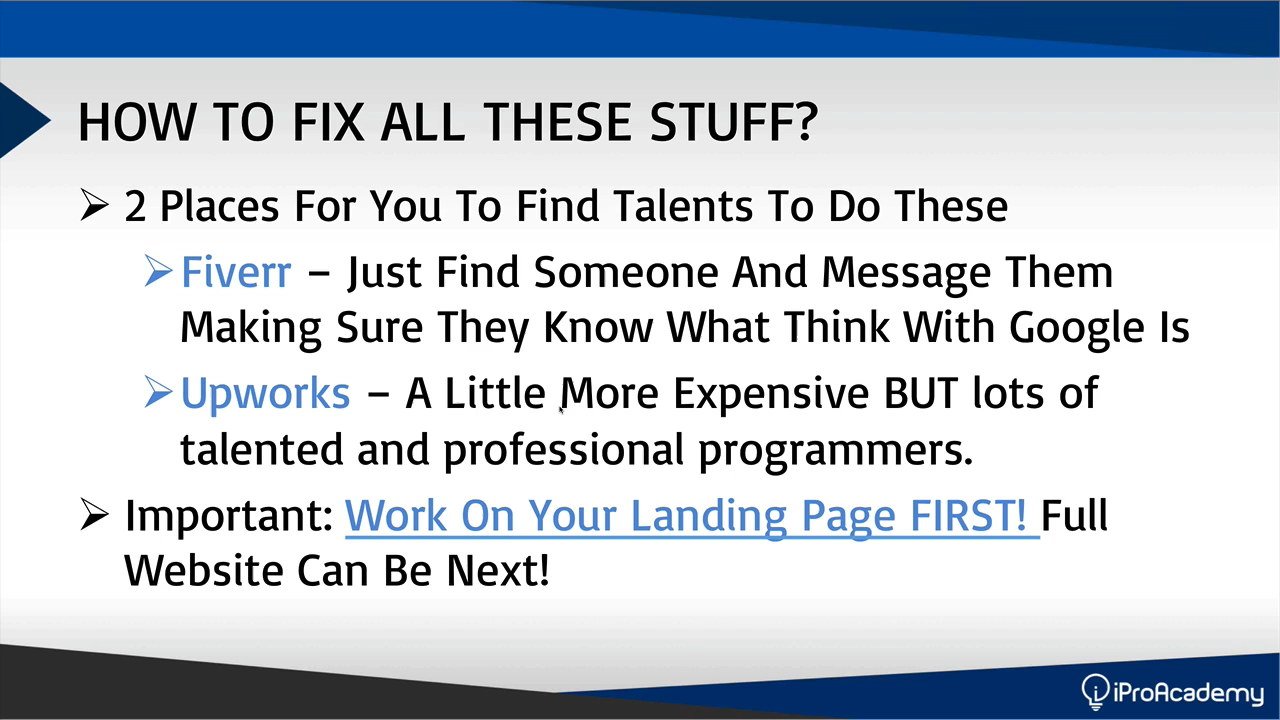 HOW TO FIX ALL THESE STUFF?
2 Places For You To Find Talents To Do These
Fiverr – Just Find Someone And Message Them
Making Sure They Know What Think With Google Is
Upworks – A Little More Expensive BUT lots of
talented and professional programmers.
Important: Work On Your Landing Page FIRST! Full
Website Can Be Next!
iProAcademy